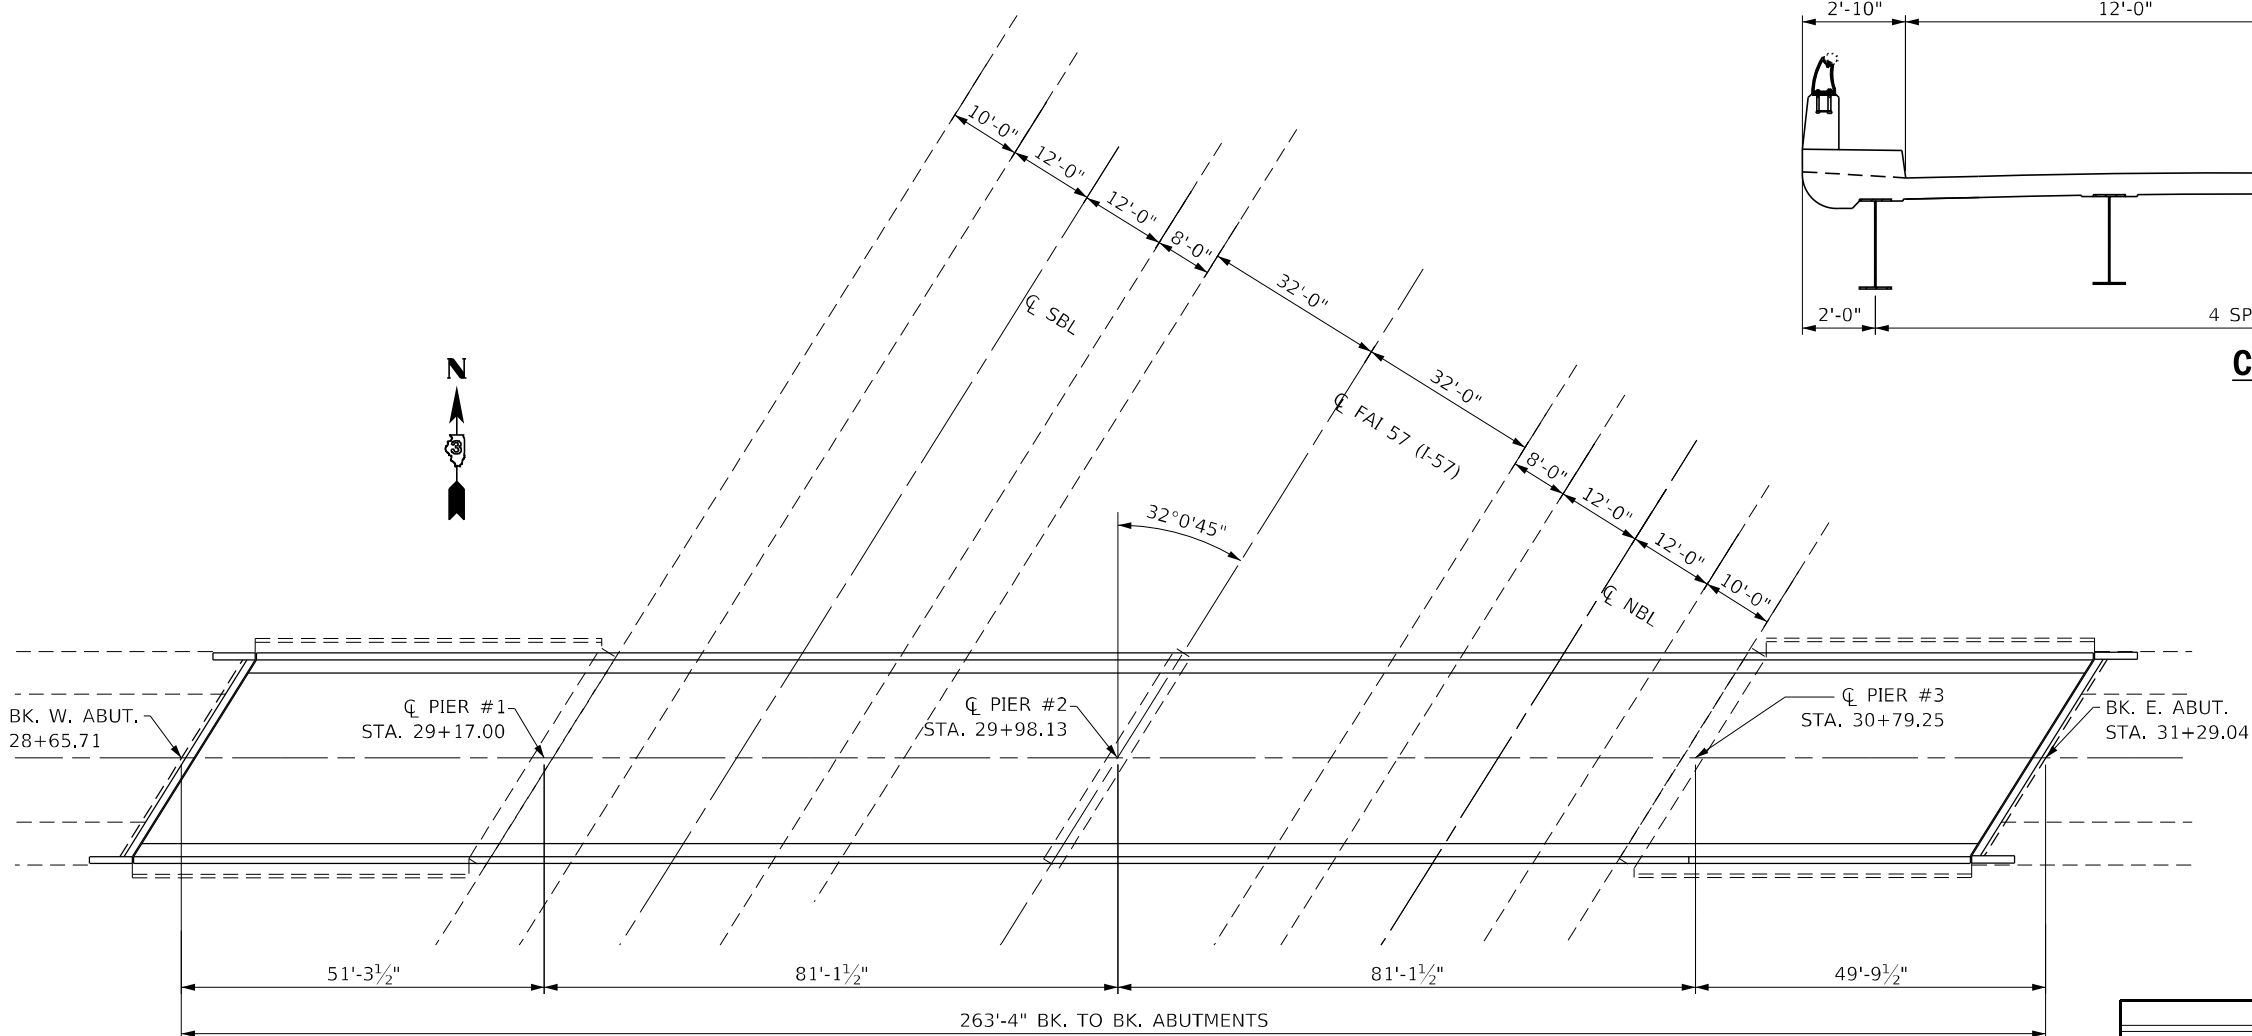 2'-10"
12'-0"
10'-0"
12'-0"
12'-0"
8'-0"
32'-0"
32'-0"
8'-0"
12'-0"
12'-0"
10'-0"
℄ SBL
℄ FAI 57 (I-57)
℄ NBL
2'-0"
4 SP
C
N
3
32°0'45"
BK. W. ABUT.
28+65.71
℄ PIER #1
STA. 29+17.00
℄ PIER #2
STA. 29+98.13
℄ PIER #3
STA. 30+79.25
BK. E. ABUT.
STA. 31+29.04
51'-3½"
81'-1½"
81'-1½"
49'-9½"
263'-4" BK. TO BK. ABUTMENTS